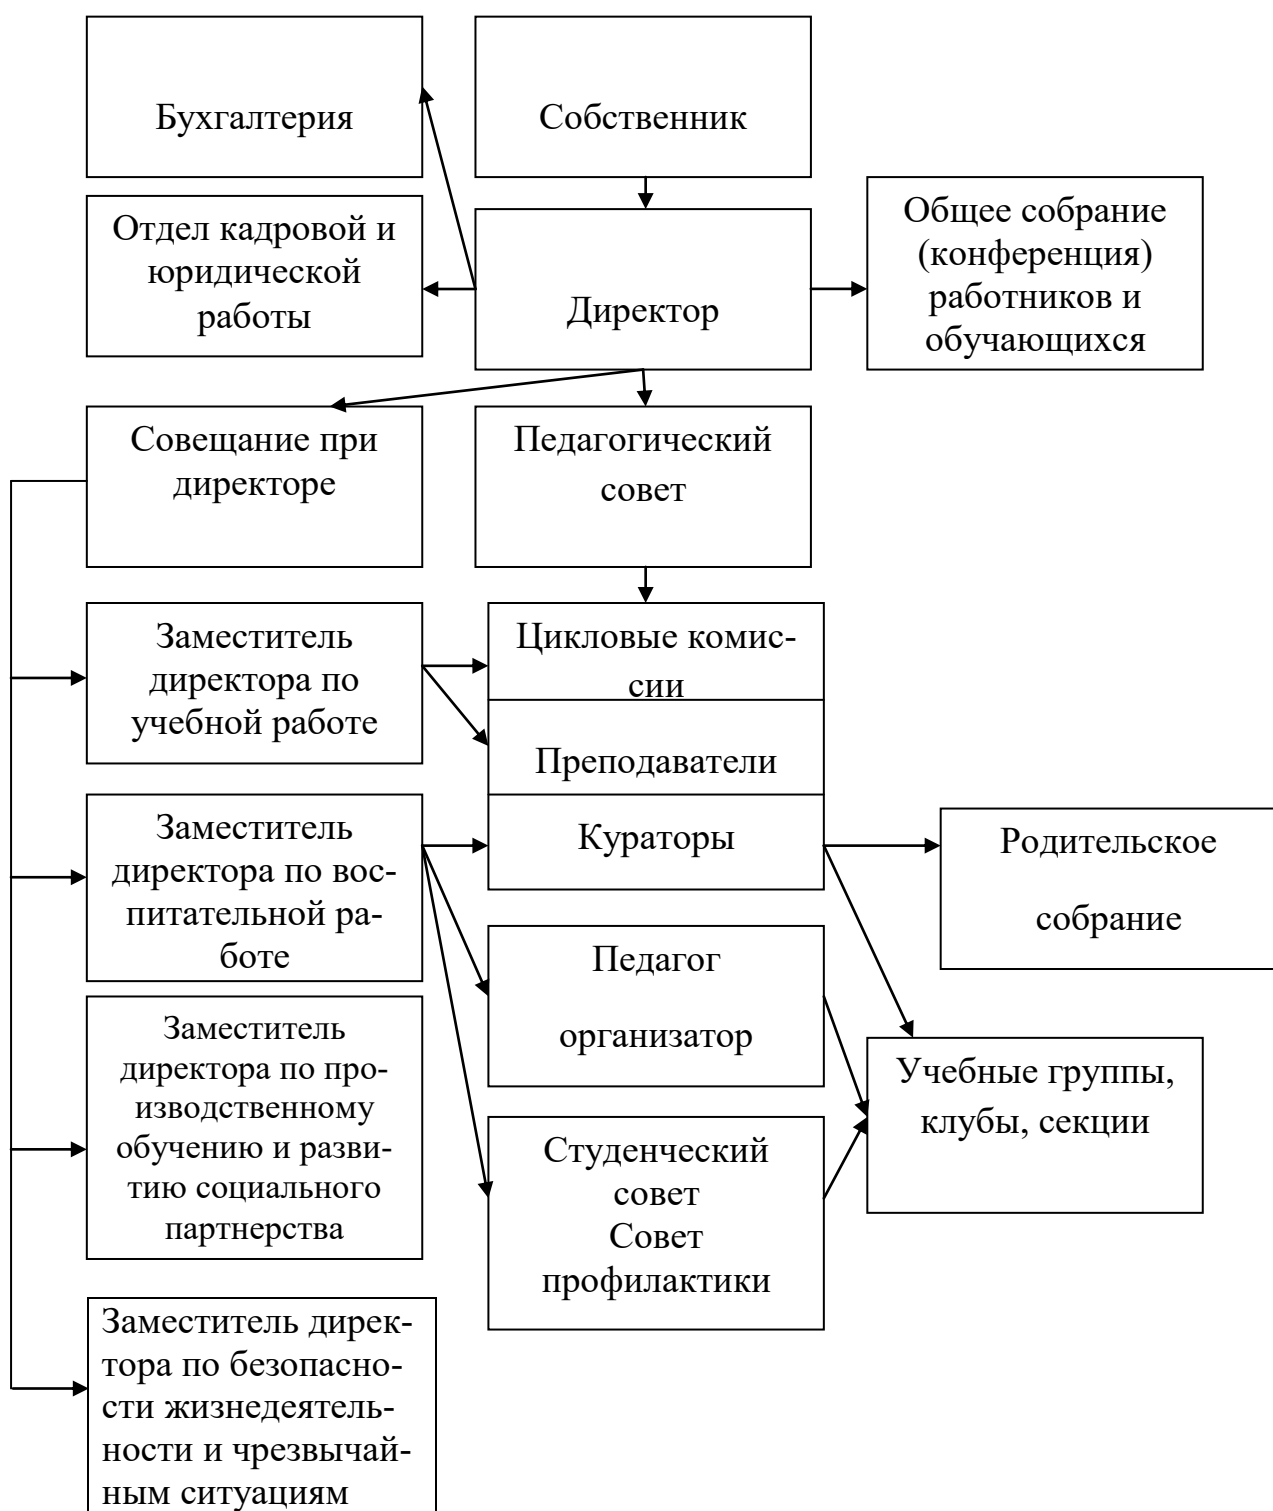 Бухгалтерия
Собственник
Отдел кадровой и
юридической
работы
Директор
Общее собрание
(конференция)
работников и
обучающихся
Совещание при
директоре
Педагогический
совет
Заместитель
директора по
учебной работе
Цикловые комис-
сии
Преподаватели
Заместитель
директора по вос-
питательной ра-
боте
Кураторы
Родительское
собрание
Педагог
организатор
Заместитель
директора по про-
изводственному
обучению и разви-
тию социального
партнерства
Учебные группы,
клубы, секции
Студенческий
совет
Совет
профилактики
Заместитель дирек-
тора по безопасно-
сти жизнедеятель-
ности и чрезвычай-
ным ситуациям